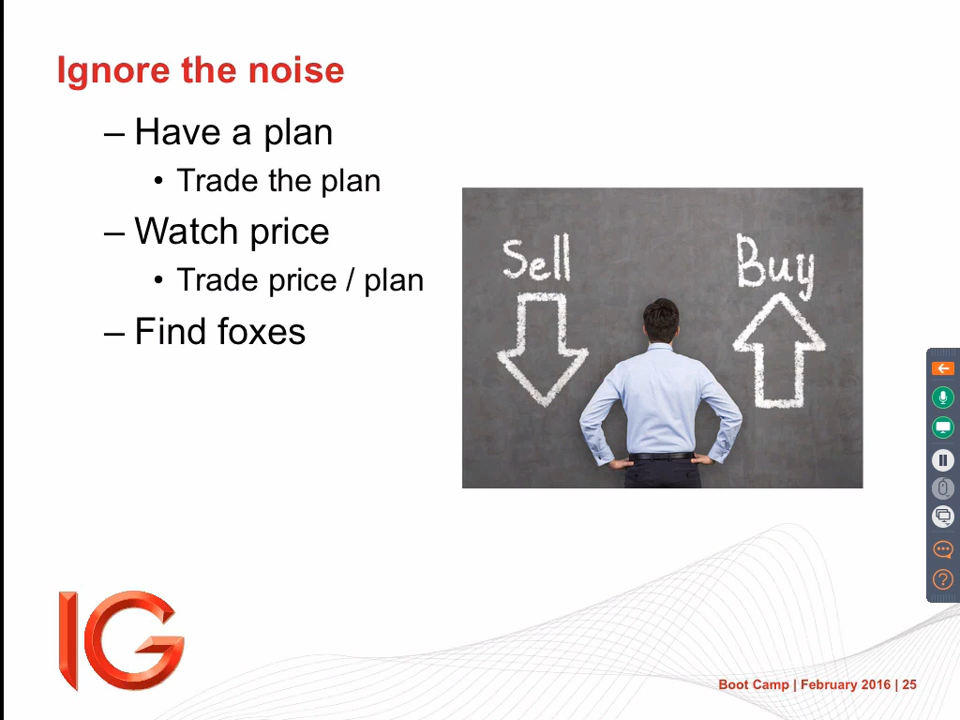 Ignore the noise
– Have a plan
• Trade the plan
– Watch price
• Trade price / plan
– Find foxes
Sell
Buy
IG
Boot Camp | February 2016 | 25
?